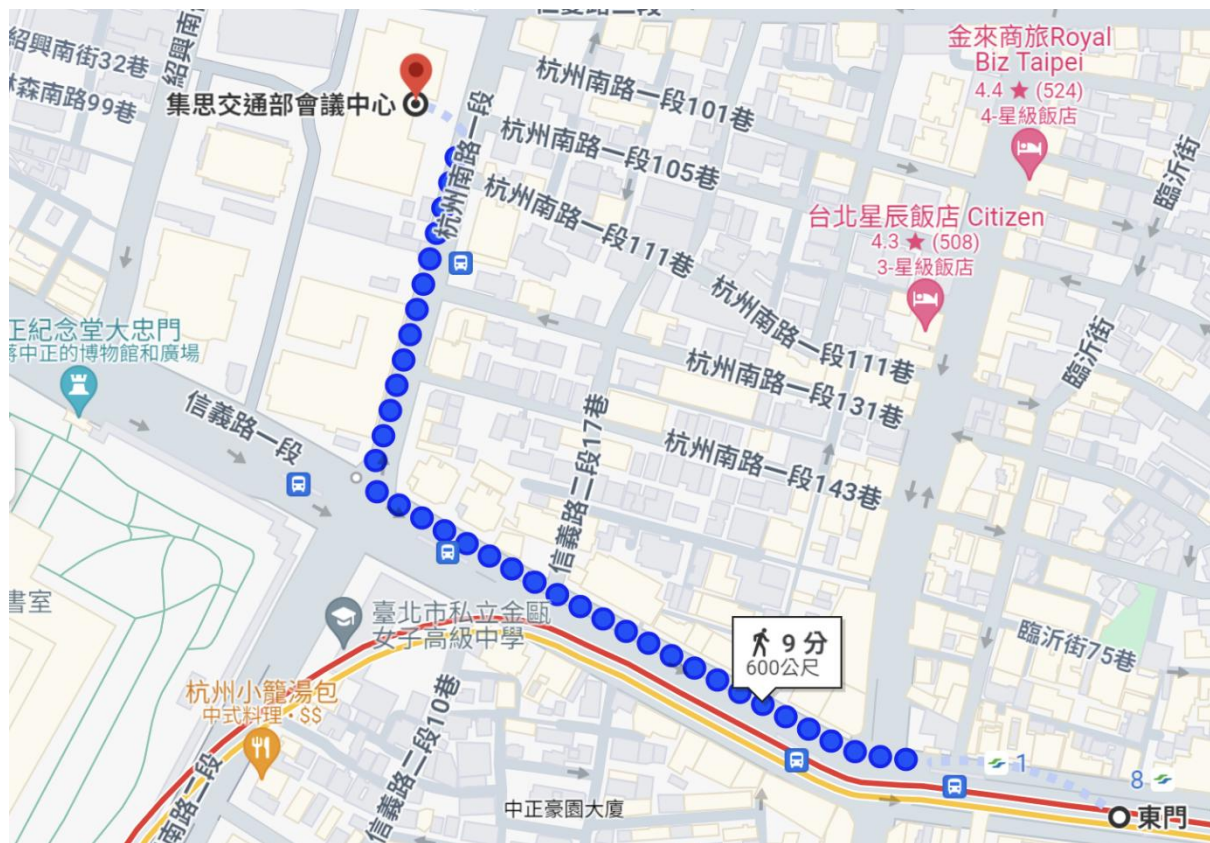 紹興南街32巷
林森南路99巷
紹興南
集思交通部會議中心
杭州南路一段
杭州南路一段101巷
杭州南路一段105巷
杭州南路一段111巷
金來商旅Royal
Biz Taipei
4.4 ★ (524)
4-星級飯店
臨沂街
台北星辰飯店 Citizen
4.3 ★ (508)
3-星級飯店
杭州南路一段111巷
臨沂街
正紀念堂大忠門
蔣中正的博物館和廣場
杭州南路一段131巷
信義路一段
杭州南路一段143巷
信義路二段17巷
書室
臺北市私立金甌
女子高級中學
9 分
600公尺
臨沂街75巷
杭州小籠湯包
中式料理・$$
信義路二段10巷
南路二段
中正豪園大廈
1
8
東門